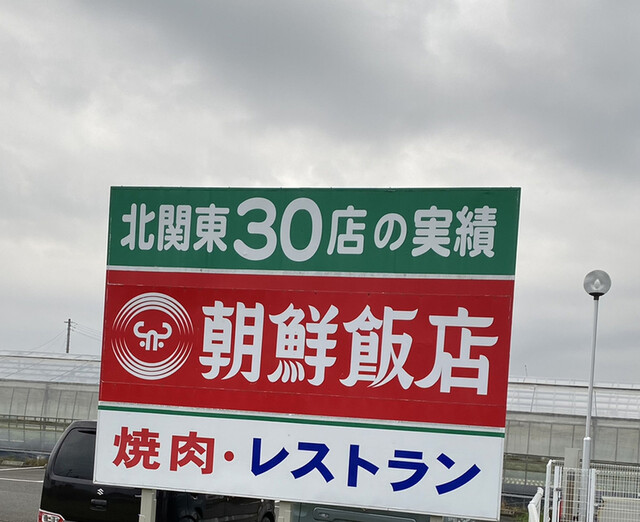 北関東30店の実績
朝鮮飯店
焼肉・レストラン